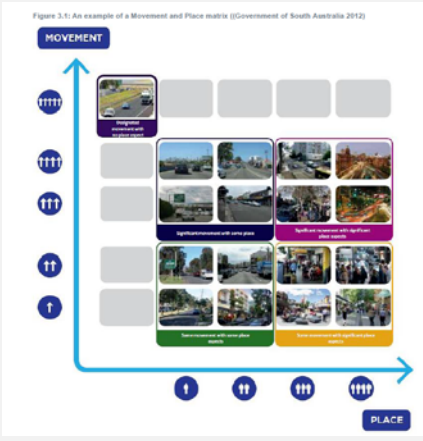 Figure 3.1: An example of a Movement and Place matrix ((Government of South Australia 2012)
MOVEMENT
movement with
Significant movement with some place
Significant movement with significant
place aspects
Some movement with some place
Some movement with significant place
PLACE